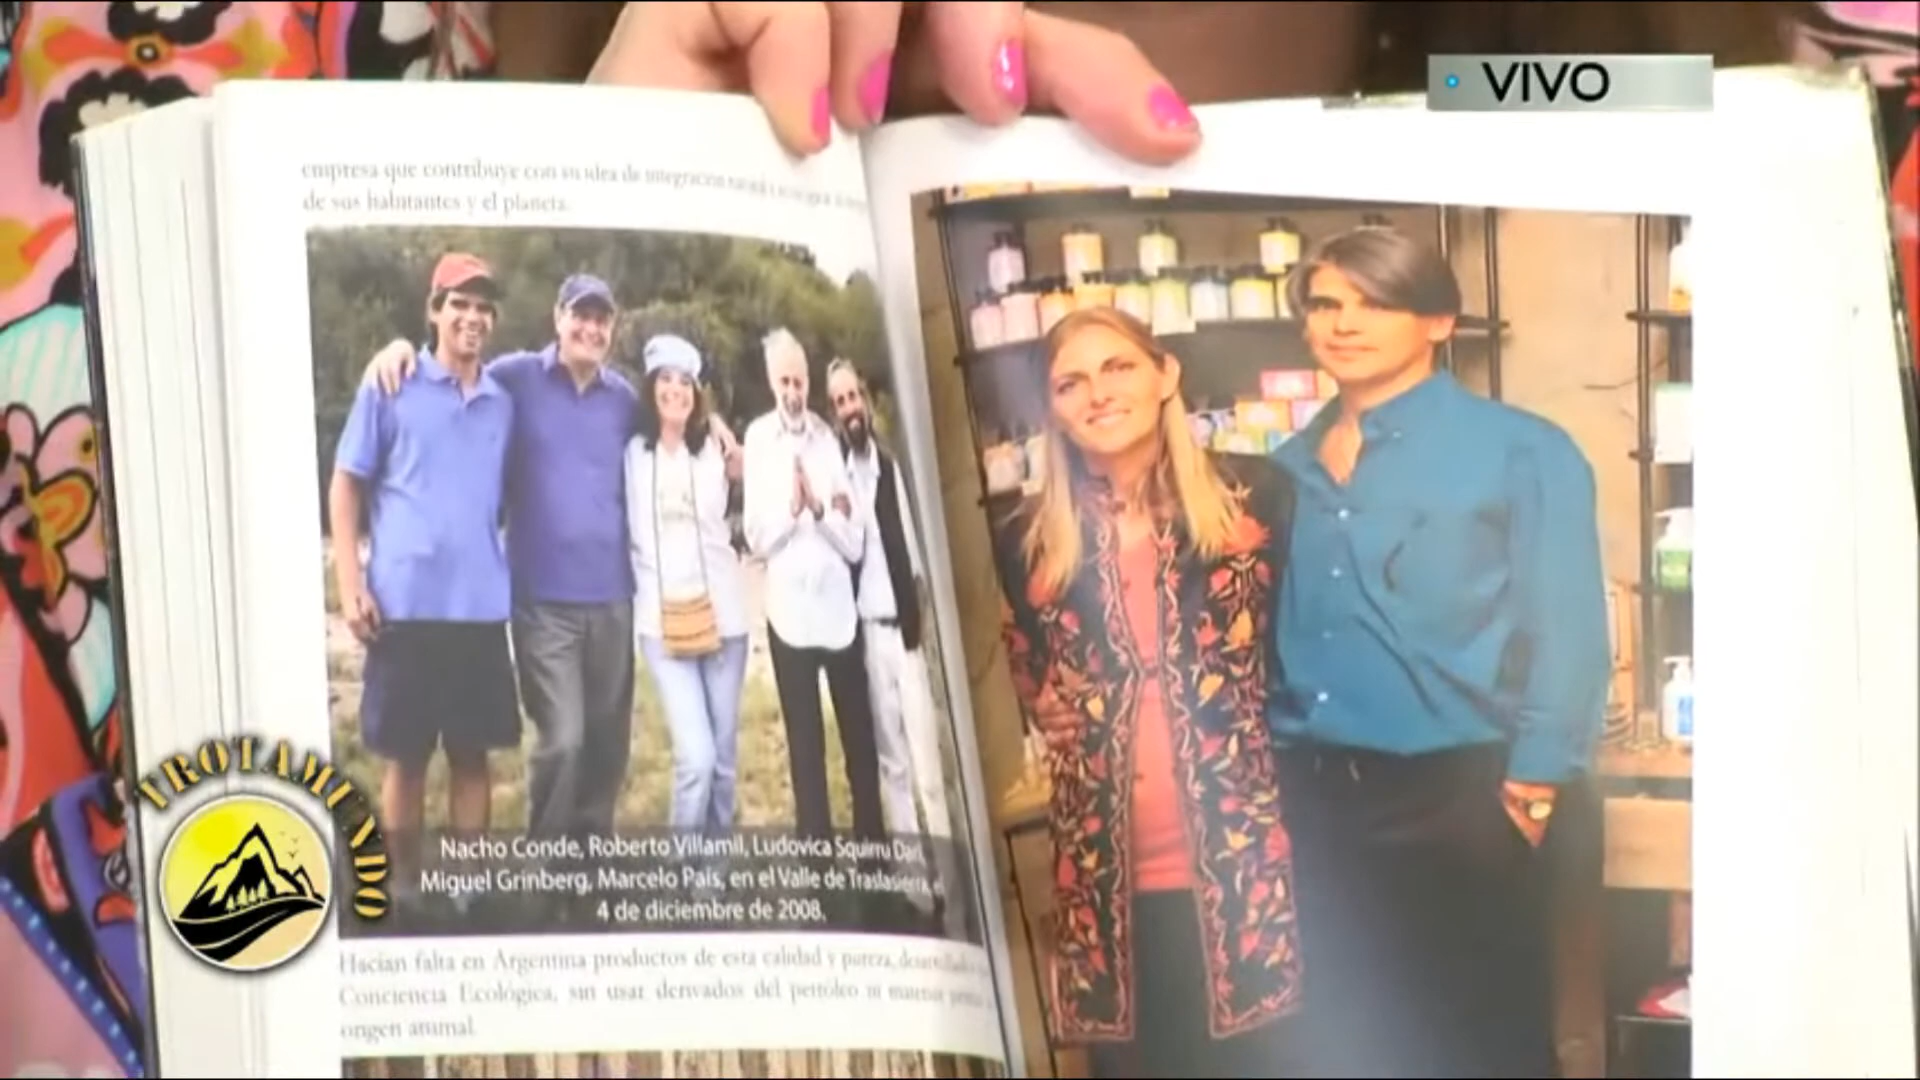 VIVO
empresa que contribuye con su idea de integración
de sus habitantes y el planeta.
Nacho Conde, Roberto Villamil, Ludovica Squirru Dari,
Miguel Grinberg, Marcelo Pais, en el Valle de Traslasierra, el
4 de diciembre de 2008.
Hacían falta en Argentina productos de esta calidad y pureza,
Conciencia Ecológica, sin usar derivados del petróleo ni
origen animal.
TROTAMUNDO